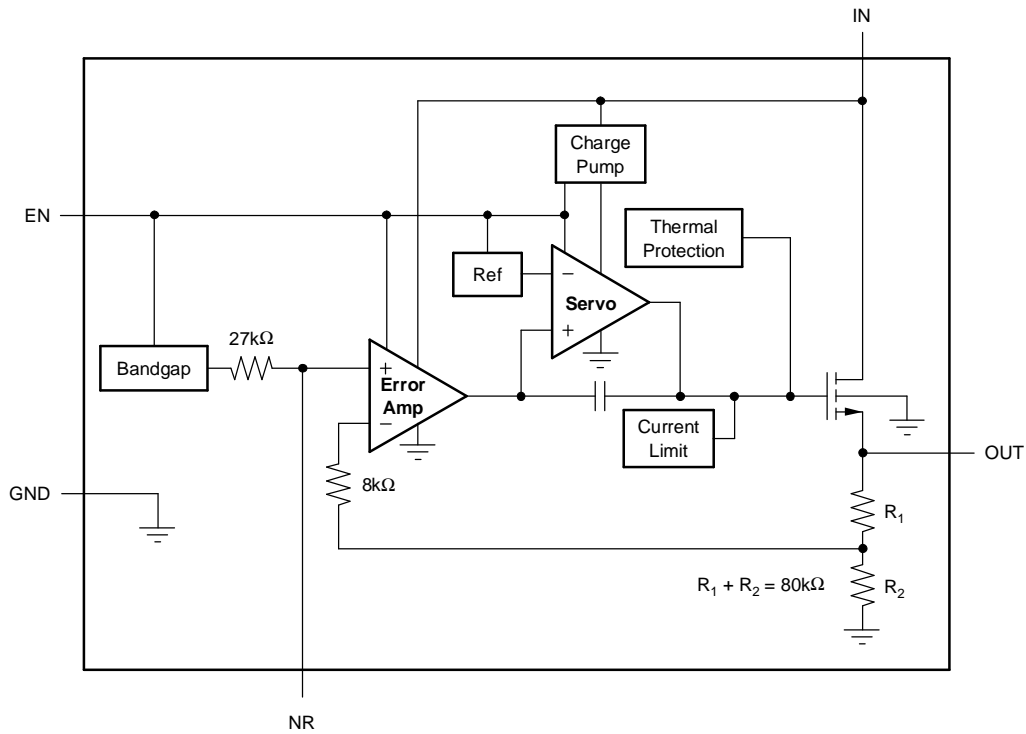 IN
Charge
Pump
EN
Thermal
Protection
Ref
−
Servo
+
27kΩ
Bandgap
+
Error
Amp
−
Current
Limit
OUT
8kΩ
GND
R1
R1 + R2 = 80kΩ
R2
NR